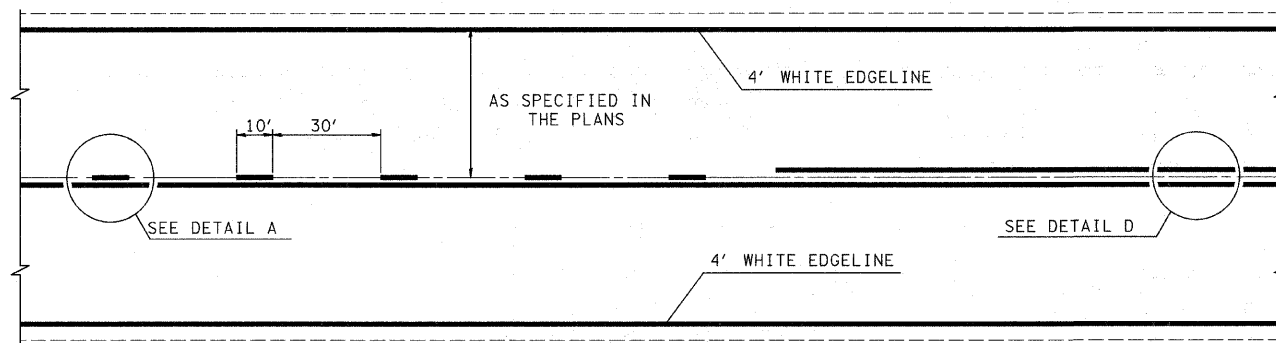 4' WHITE EDGELINE
AS SPECIFIED IN
THE PLANS
10'
30'
SEE DETAIL A
SEE DETAIL D
4' WHITE EDGELINE